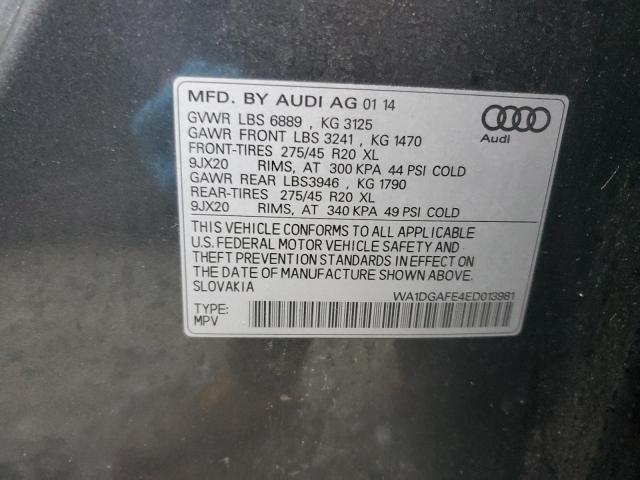 MFD. BY AUDI AG 01 14
GVWR LBS 6889 , KG 3125
GAWR FRONT LBS 3241 , KG 1470
FRONT-TIRES 275/45 R20 XL
9JX20 RIMS, AT 300 KPA 44 PSI COLD
GAWR REAR LBS3946 , KG 1790
REAR-TIRES 275/45 R20 XL
9JX20 RIMS, AT 340 KPA 49 PSI COLD
Audi
THIS VEHICLE CONFORMS TO ALL APPLICABLE
U.S. FEDERAL MOTOR VEHICLE SAFETY AND
THEFT PREVENTION STANDARDS IN EFFECT ON
THE DATE OF MANUFACTURE SHOWN ABOVE.
SLOVAKIA
WA1DGAFE4ED013981
TYPE:
MPV